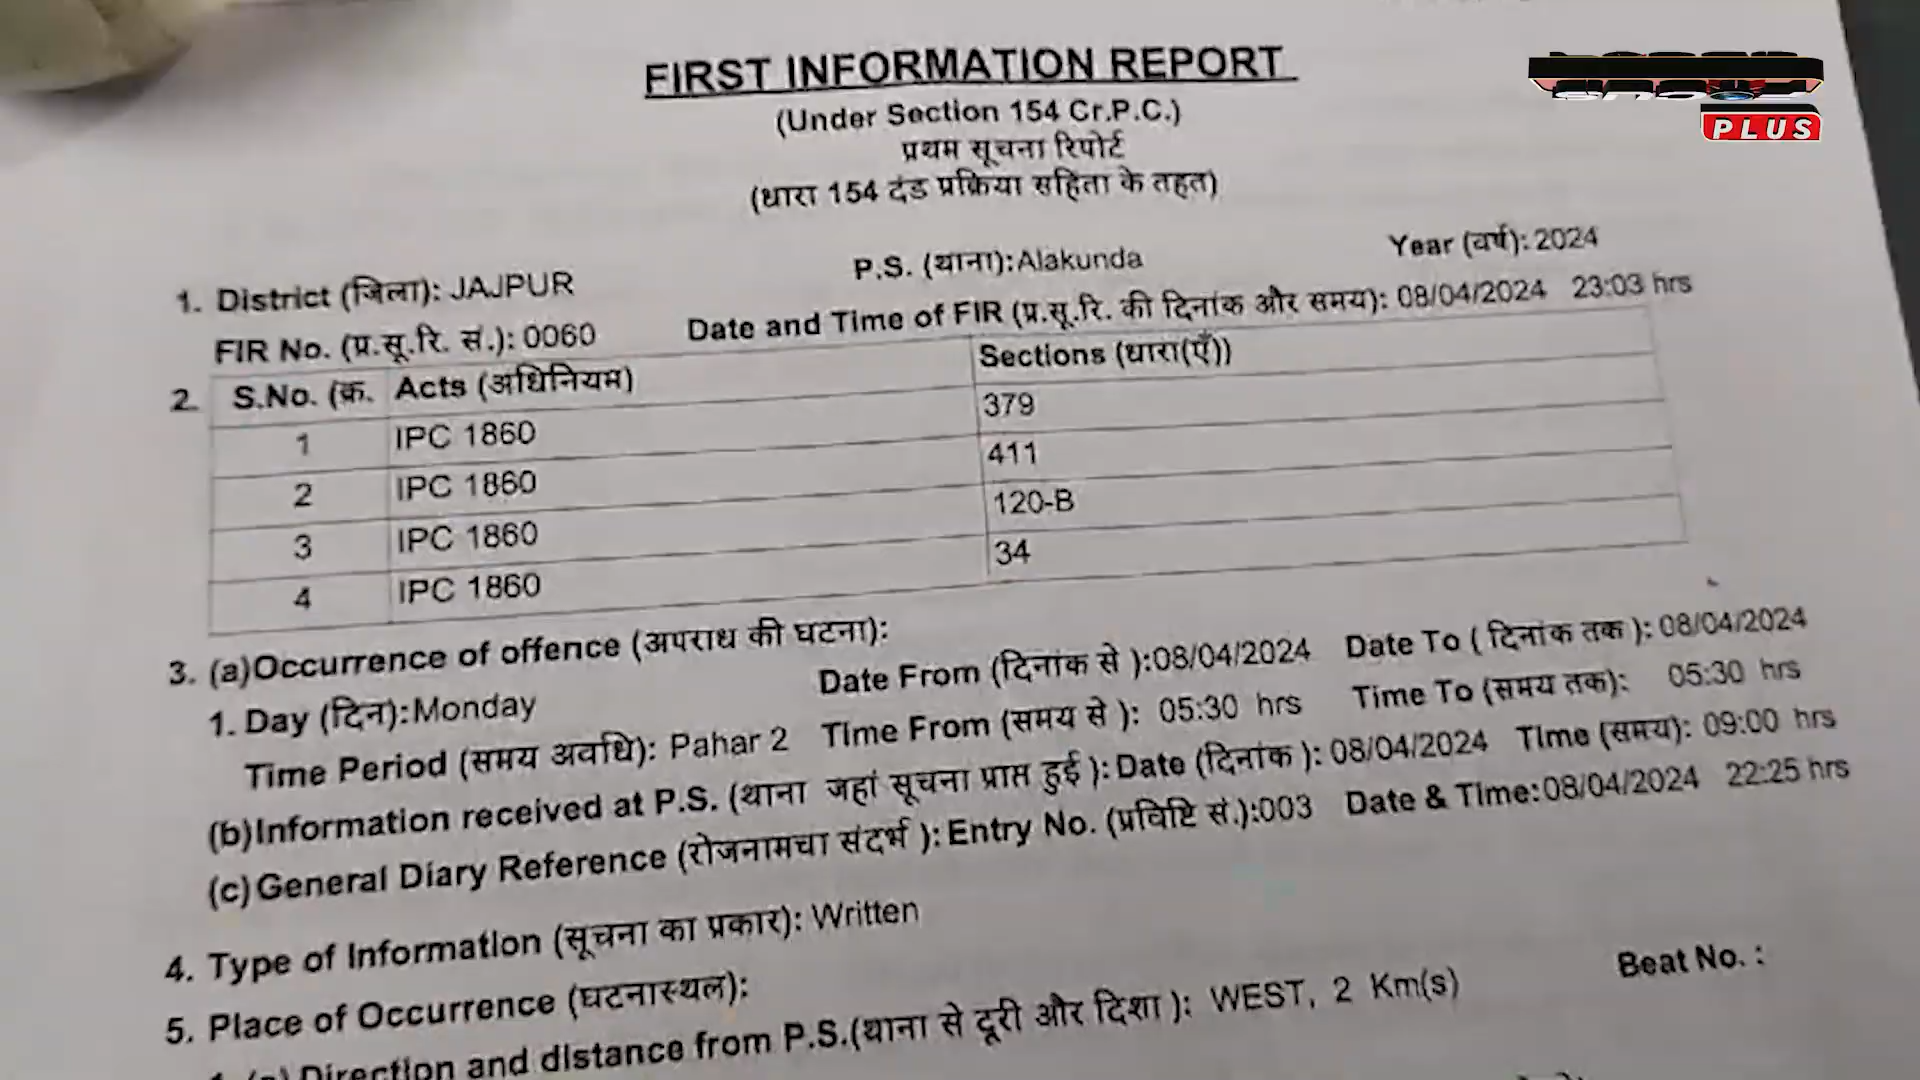 FIRST INFORMATION REPORT
(Under Section 154 Cr.P.C.)
प्रथम सूचना रिपोर्ट
(धारा 154 दंड प्रक्रिया सहिता के तहत)
PLUS
1. District (जिला): JAJPUR P.S. (थाना): Alakunda Year (वर्ष): 2024
FIR No. (प्र.सू.रि. सं.): 0060 Date and Time of FIR (प्र.सू.रि. की दिनांक और समय): 08/04/2024 23:03 hrs
2. S.No. (क्र. Acts (अधिनियम) Sections (धारा(एँ))
1 IPC 1860 379
2 IPC 1860 411
3 IPC 1860 120-B
4 IPC 1860 34
3. (a) Occurrence of offence (अपराध की घटना):
1. Day (दिन): Monday Date From (दिनांक से ): 08/04/2024 Date To ( दिनांक तक ): 08/04/2024
Time Period (समय अवधि): Pahar 2 Time From (समय से ): 05:30 hrs Time To (समय तक): 05:30 hrs
(b) Information received at P.S. (थाना जहां सूचना प्राप्त हुई ): Date (दिनांक ): 08/04/2024 Time (समय): 09:00 hrs
(c) General Diary Reference (रोजनामचा संदर्भ ): Entry No. (प्रविष्टि सं.): 003 Date & Time: 08/04/2024 22:25 hrs
4. Type of Information (सूचना का प्रकार): Written
5. Place of Occurrence (घटनास्थल):
1. (a) Direction and distance from P.S. (थाना से दूरी और दिशा ): WEST, 2 Km(s) Beat No. :